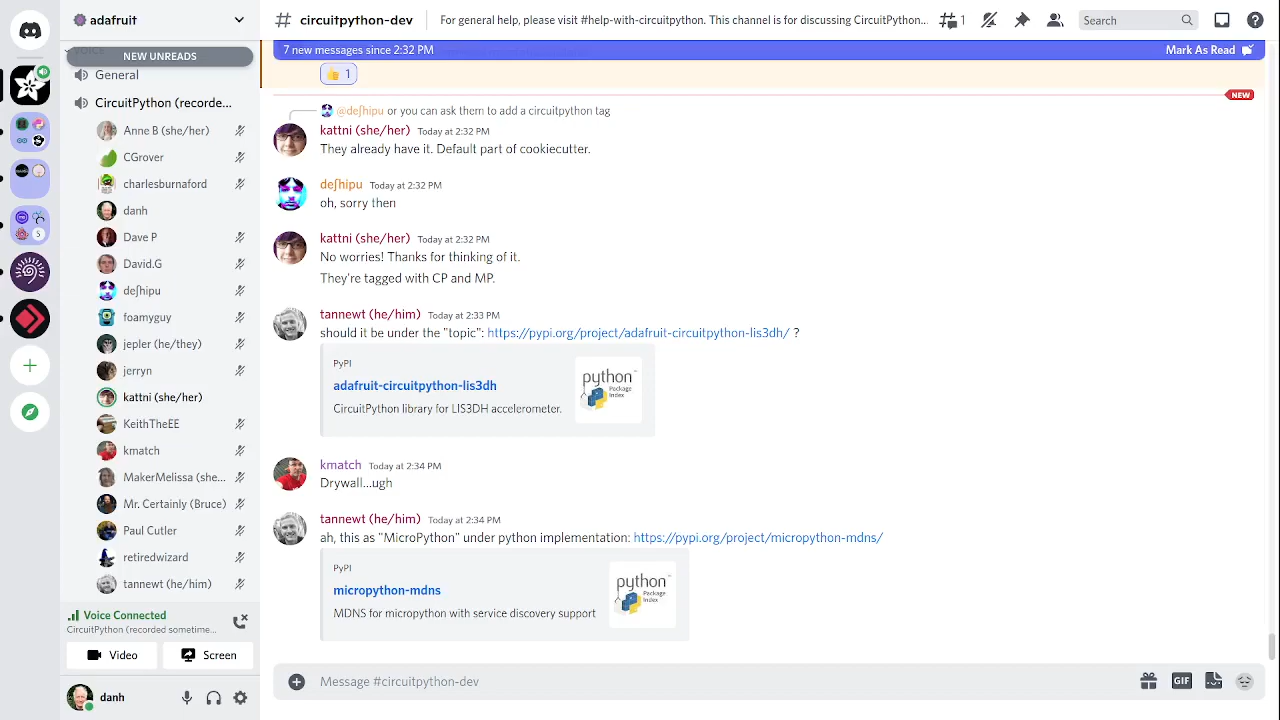 adafruit
NEW UNREADS
General
CircuitPython (recorde...
Anne B (she/her)
CGrover
charlesburnaford
danh
Dave P
David.G
deʃhipu
foamyguy
jepler (he/they)
jerryn
kattni (she/her)
KeithTheEE
kmatch
MakerMelissa (she...
Mr. Certainly (Bruce)
Paul Cutler
retiredwizard
tannewt (he/him)
Voice Connected
CircuitPython (recorded sometime...
Video
Screen
danh
# circuitpython-dev
For general help, please visit #help-with-circuitpython. This channel is for discussing CircuitPython...
1
Search
7 new messages since 2:32 PM
Mark As Read
1
NEW
@deʃhipu or you can ask them to add a circuitpython tag
kattni (she/her) Today at 2:32 PM
They already have it. Default part of cookiecutter.
deʃhipu Today at 2:32 PM
oh, sorry then
kattni (she/her) Today at 2:32 PM
No worries! Thanks for thinking of it.
They're tagged with CP and MP.
tannewt (he/him) Today at 2:33 PM
should it be under the "topic": https://pypi.org/project/adafruit-circuitpython-lis3dh/ ?
PyPI
adafruit-circuitpython-lis3dh
CircuitPython library for LIS3DH accelerometer.
python
Package
Index
kmatch Today at 2:34 PM
Drywall...ugh
tannewt (he/him) Today at 2:34 PM
ah, this as "MicroPython" under python implementation: https://pypi.org/project/micropython-mdns/
PyPI
micropython-mdns
MDNS for micropython with service discovery support
python
Package
Index
Message #circuitpython-dev
GIF